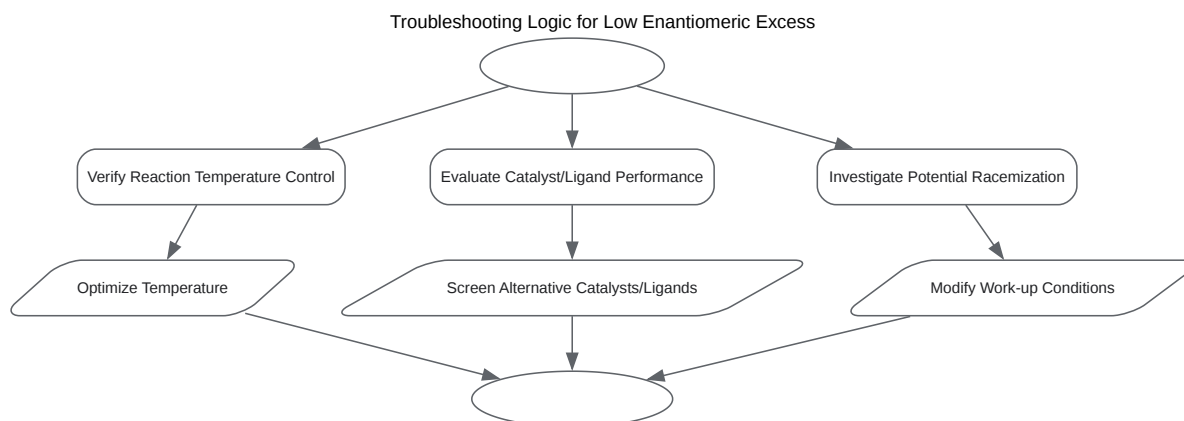 Troubleshooting Logic for Low Enantiomeric Excess
Verify Reaction Temperature Control
Evaluate Catalyst/Ligand Performance
Investigate Potential Racemization
Optimize Temperature
Screen Alternative Catalysts/Ligands
Modify Work-up Conditions